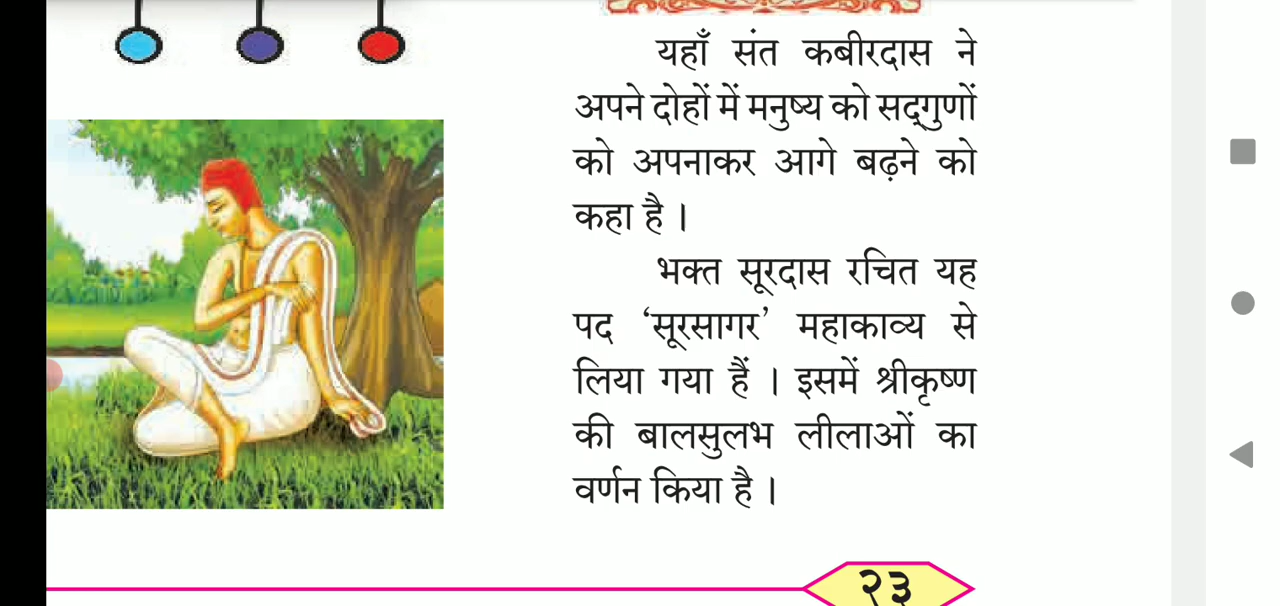 यहाँ संत कबीरदास ने
अपने दोहों में मनुष्य को सद्‍गुणों
को अपनाकर आगे बढ़ने को
कहा है ।
भक्त सूरदास रचित यह
पद ‘सूरसागर’ महाकाव्य से
लिया गया हैं । इसमें श्रीकृष्ण
की बालसुलभ लीलाओं का
वर्णन किया है ।
२३